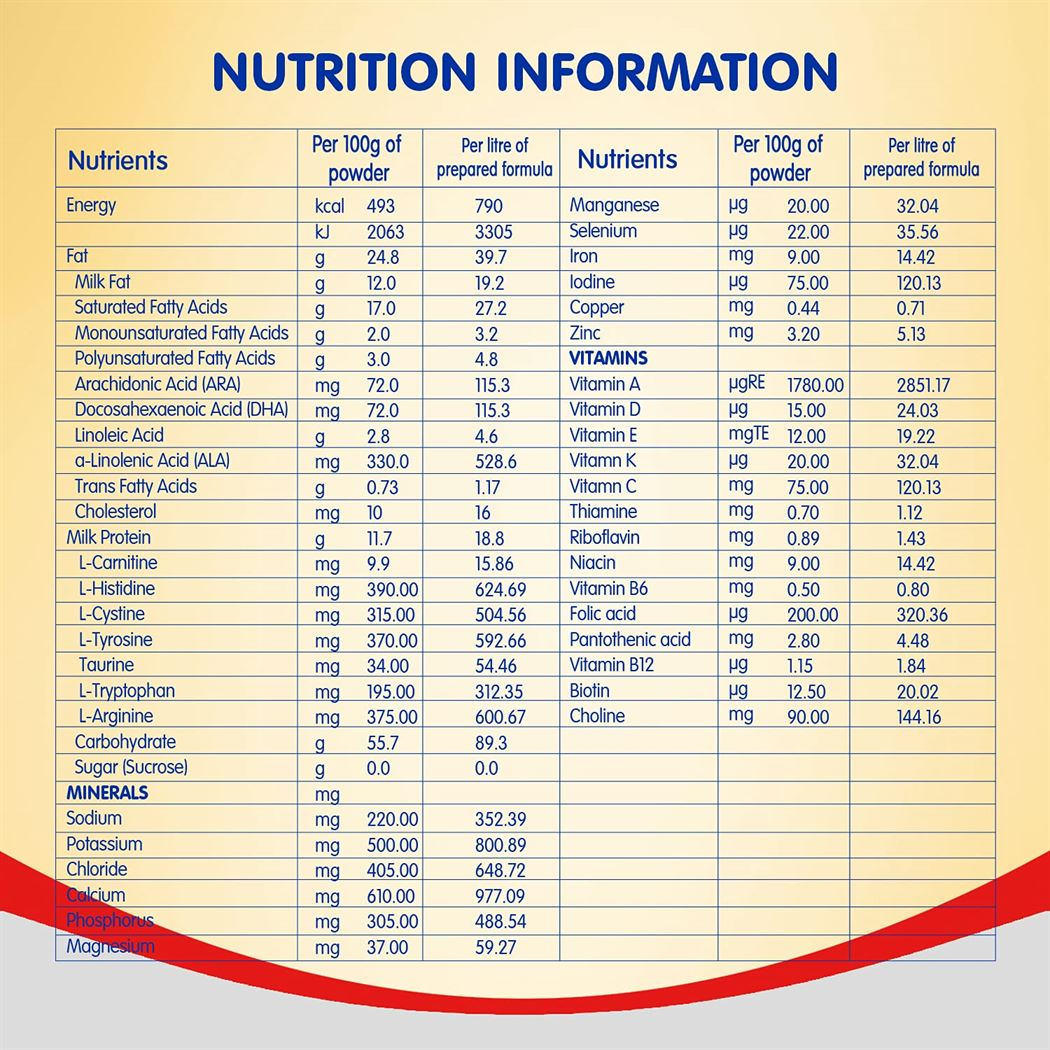 NUTRITION INFORMATION
Nutrients Per 100g of powder Per litre of prepared formula Nutrients Per 100g of powder Per litre of prepared formula
Energy kcal 493 790 Manganese µg 20.00 32.04
kJ 2063 3305 Selenium µg 22.00 35.56
Fat g 24.8 39.7 Iron mg 9.00 14.42
Milk Fat g 12.0 19.2 Iodine µg 75.00 120.13
Saturated Fatty Acids g 17.0 27.2 Copper mg 0.44 0.71
Monounsaturated Fatty Acids g 2.0 3.2 Zinc mg 3.20 5.13
Polyunsaturated Fatty Acids g 3.0 4.8 VITAMINS
Arachidonic Acid (ARA) mg 72.0 115.3 Vitamin A µgRE 1780.00 2851.17
Docosahexaenoic Acid (DHA) mg 72.0 115.3 Vitamin D µg 15.00 24.03
Linoleic Acid g 2.8 4.6 Vitamin E mgTE 12.00 19.22
α-Linolenic Acid (ALA) mg 330.0 528.6 Vitamn K µg 20.00 32.04
Trans Fatty Acids g 0.73 1.17 Vitamn C mg 75.00 120.13
Cholesterol mg 10 16 Thiamine mg 0.70 1.12
Milk Protein g 11.7 18.8 Riboflavin mg 0.89 1.43
L-Carnitine mg 9.9 15.86 Niacin mg 9.00 14.42
L-Histidine mg 390.00 624.69 Vitamin B6 mg 0.50 0.80
L-Cystine mg 315.00 504.56 Folic acid µg 200.00 320.36
L-Tyrosine mg 370.00 592.66 Pantothenic acid mg 2.80 4.48
Taurine mg 34.00 54.46 Vitamin B12 µg 1.15 1.84
L-Tryptophan mg 195.00 312.35 Biotin µg 12.50 20.02
L-Arginine mg 375.00 600.67 Choline mg 90.00 144.16
Carbohydrate g 55.7 89.3
Sugar (Sucrose) g 0.0 0.0
MINERALS mg
Sodium mg 220.00 352.39
Potassium mg 500.00 800.89
Chloride mg 405.00 648.72
Calcium mg 610.00 977.09
Phosphorus mg 305.00 488.54
Magnesium mg 37.00 59.27